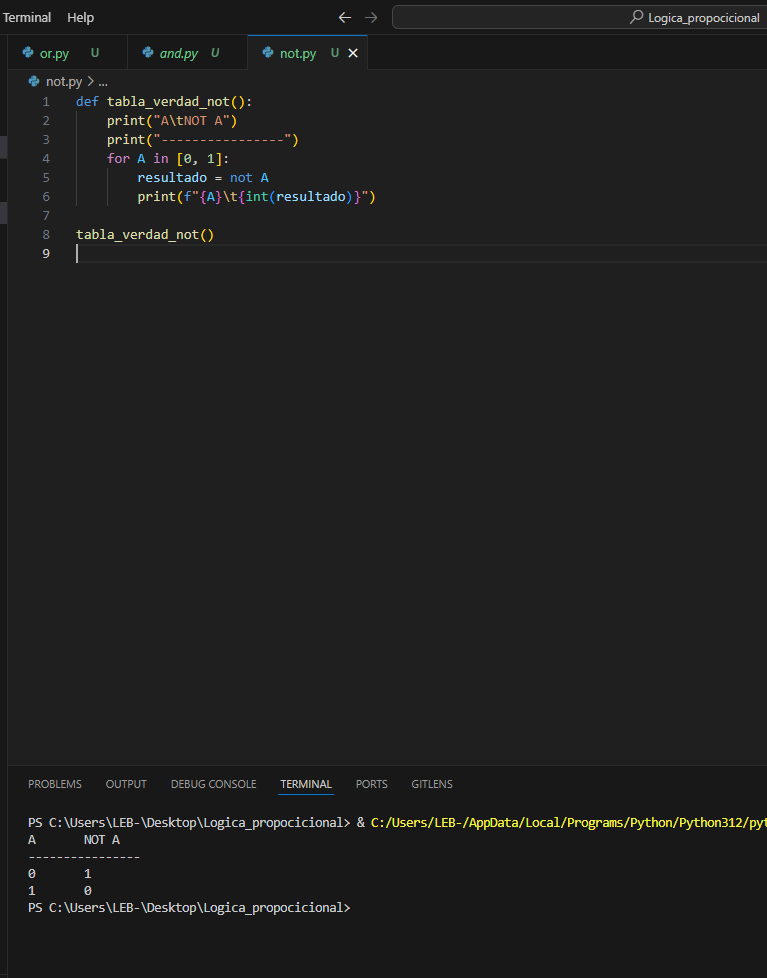 Terminal Help Logica_propocicional
or.py U and.py U not.py U
not.py > ...
1 def tabla_verdad_not():
2     print("A\tNOT A")
3     print("----------------")
4     for A in [0, 1]:
5         resultado = not A
6         print(f"{A}\t{int(resultado)}")
7
8 tabla_verdad_not()
9
PROBLEMS OUTPUT DEBUG CONSOLE TERMINAL PORTS GITLENS
PS C:\Users\LEB-\Desktop\Logica_propocicional> & C:/Users/LEB-/AppData/Local/Programs/Python/Python312/pyt
A NOT A
----------------
0 1
1 0
PS C:\Users\LEB-\Desktop\Logica_propocicional>